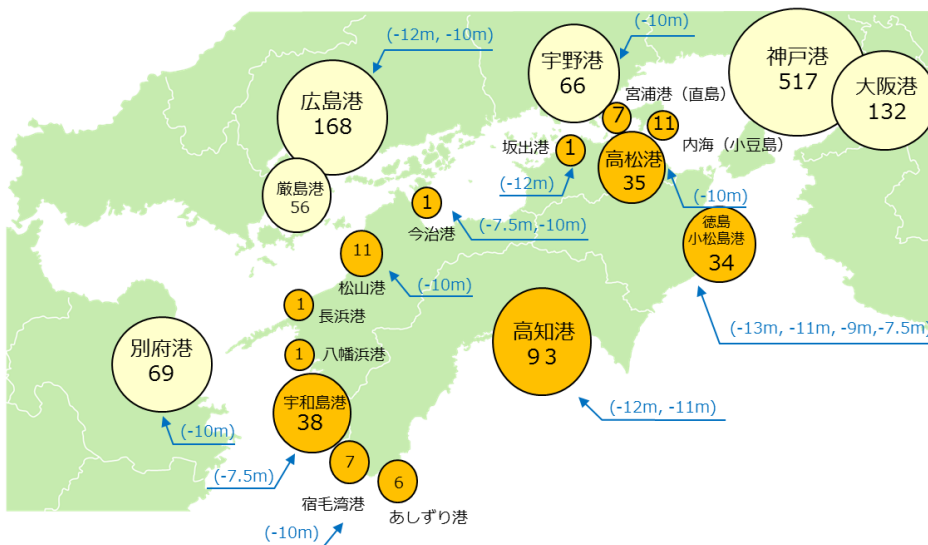 (-12m, -10m)
(-10m)
神戸港
517
大阪港
132
宇野港
66
広島港
168
宮浦港（直島）
7
11
内海（小豆島）
坂出港
1
高松港
35
(-12m)
(-10m)
厳島港
56
1
今治港
(-7.5m,-10m)
徳島
小松島港
34
11
松山港
(-10m)
1
長浜港
(-13m, -11m, -9m,-7.5m)
別府港
69
1
八幡浜港
高知港
９３
(-12m, -11m)
宇和島港
38
(-10m)
(-7.5m)
7
宿毛湾港
6
あしずり港
(-10m)